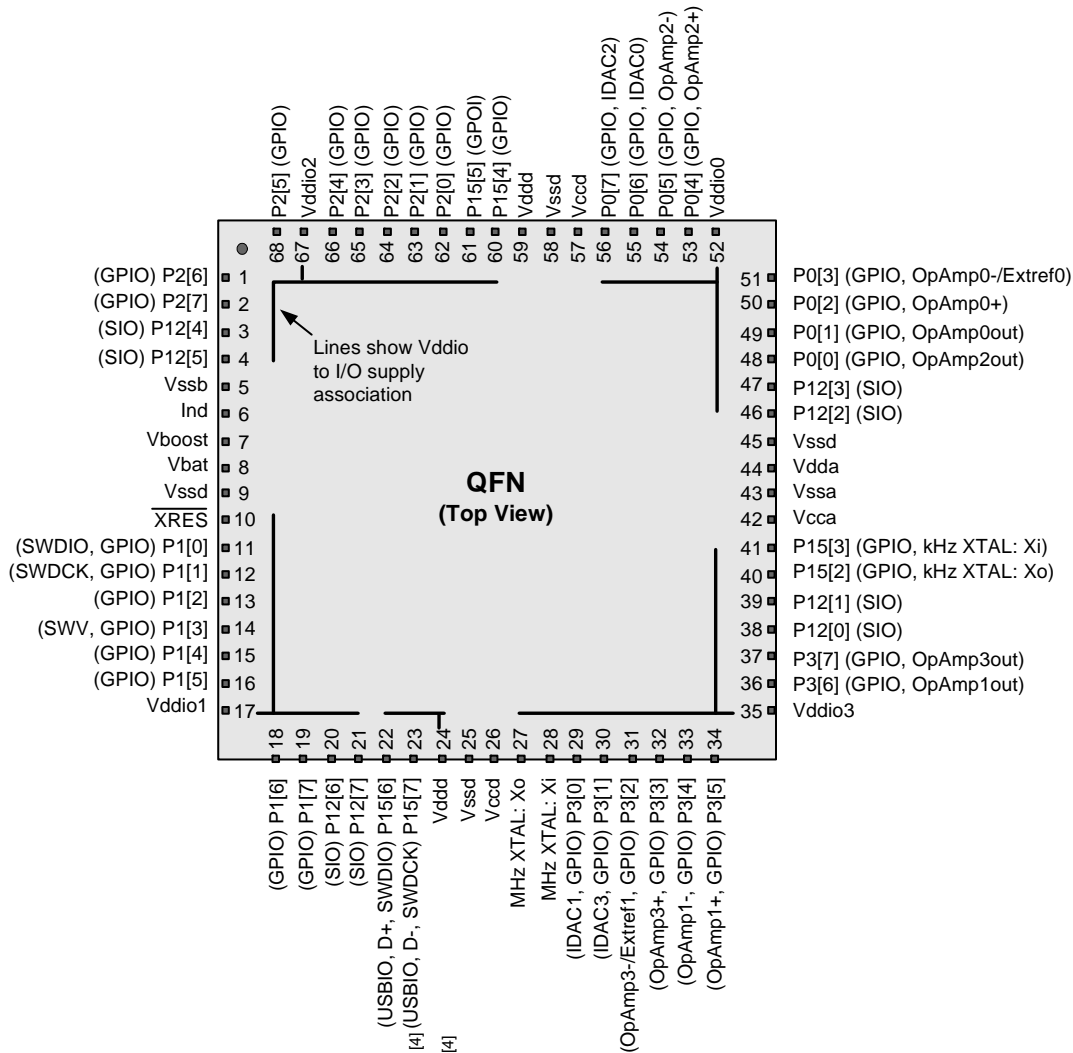 P2[5] (GPIO)
Vddio2
P2[4] (GPIO)
P2[3] (GPIO)
P2[2] (GPIO)
P2[1] (GPIO)
P2[0] (GPIO)
P15[5] (GPOI)
P15[4] (GPIO)
Vddd
Vssd
Vccd
P0[7] (GPIO, IDAC2)
P0[6] (GPIO, IDAC0)
P0[5] (GPIO, OpAmp2-)
P0[4] (GPIO, OpAmp2+)
Vddio0
68
67
66
65
64
63
62
61
60
59
58
57
56
55
54
53
52
(GPIO) P2[6] 1
(GPIO) P2[7] 2
(SIO) P12[4] 3
(SIO) P12[5] 4
Vssb 5
Ind 6
Vboost 7
Vbat 8
Vssd 9
XRES 10
(SWDIO, GPIO) P1[0] 11
(SWDCK, GPIO) P1[1] 12
(GPIO) P1[2] 13
(SWV, GPIO) P1[3] 14
(GPIO) P1[4] 15
(GPIO) P1[5] 16
Vddio1 17
Lines show Vddio
to I/O supply
association
QFN
(Top View)
51 P0[3] (GPIO, OpAmp0-/Extref0)
50 P0[2] (GPIO, OpAmp0+)
49 P0[1] (GPIO, OpAmp0out)
48 P0[0] (GPIO, OpAmp2out)
47 P12[3] (SIO)
46 P12[2] (SIO)
45 Vssd
44 Vdda
43 Vssa
42 Vcca
41 P15[3] (GPIO, kHz XTAL: Xi)
40 P15[2] (GPIO, kHz XTAL: Xo)
39 P12[1] (SIO)
38 P12[0] (SIO)
37 P3[7] (GPIO, OpAmp3out)
36 P3[6] (GPIO, OpAmp1out)
35 Vddio3
18
19
20
21
22
23
24
25
26
27
28
29
30
31
32
33
34
(GPIO) P1[6]
(GPIO) P1[7]
(SIO) P12[6]
(SIO) P12[7]
(USBIO, D+, SWDIO) P15[6]
[4] (USBIO, D-, SWDCK) P15[7]
[4]
Vddd
Vssd
Vccd
MHz XTAL: Xo
MHz XTAL: Xi
(IDAC1, GPIO) P3[0]
(IDAC3, GPIO) P3[1]
(OpAmp3-/Extref1, GPIO) P3[2]
(OpAmp3+, GPIO) P3[3]
(OpAmp1-, GPIO) P3[4]
(OpAmp1+, GPIO) P3[5]